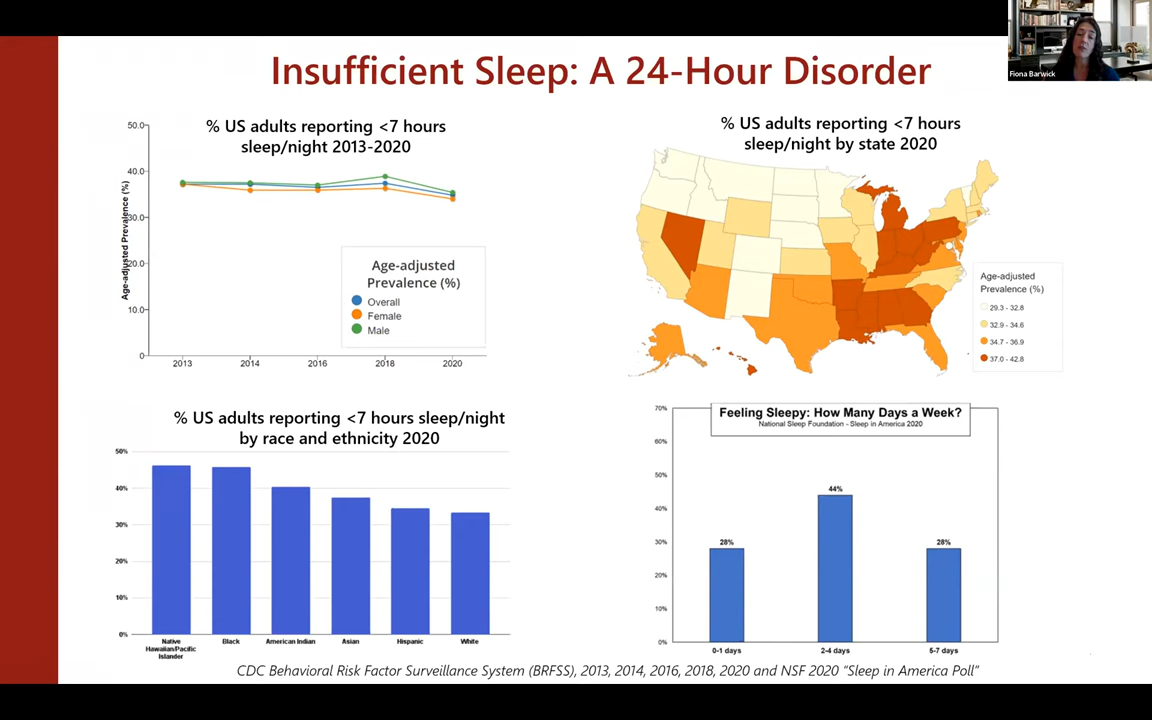 Fiona Barwick
Insufficient Sleep: A 24-Hour Disorder
% US adults reporting <7 hours
sleep/night 2013-2020
Age-adjusted Prevalence (%)
50.0
40.0
30.0
20.0
10.0
0
2013
2014
2016
2018
2020
Age-adjusted
Prevalence (%)
Overall
Female
Male
% US adults reporting <7 hours
sleep/night by state 2020
Age-adjusted
Prevalence (%)
29.3 - 32.8
32.9 - 34.6
34.7 - 36.9
37.0 - 42.8
% US adults reporting <7 hours sleep/night
by race and ethnicity 2020
50%
40%
30%
20%
10%
0%
Native
Hawaiian/Pacific
Islander
Black
American Indian
Asian
Hispanic
White
Feeling Sleepy: How Many Days a Week?
National Sleep Foundation - Sleep in America 2020
70%
60%
50%
40%
30%
20%
10%
0%
28%
44%
28%
0-1 days
2-4 days
5-7 days
CDC Behavioral Risk Factor Surveillance System (BRFSS), 2013, 2014, 2016, 2018, 2020 and NSF 2020 “Sleep in America Poll”